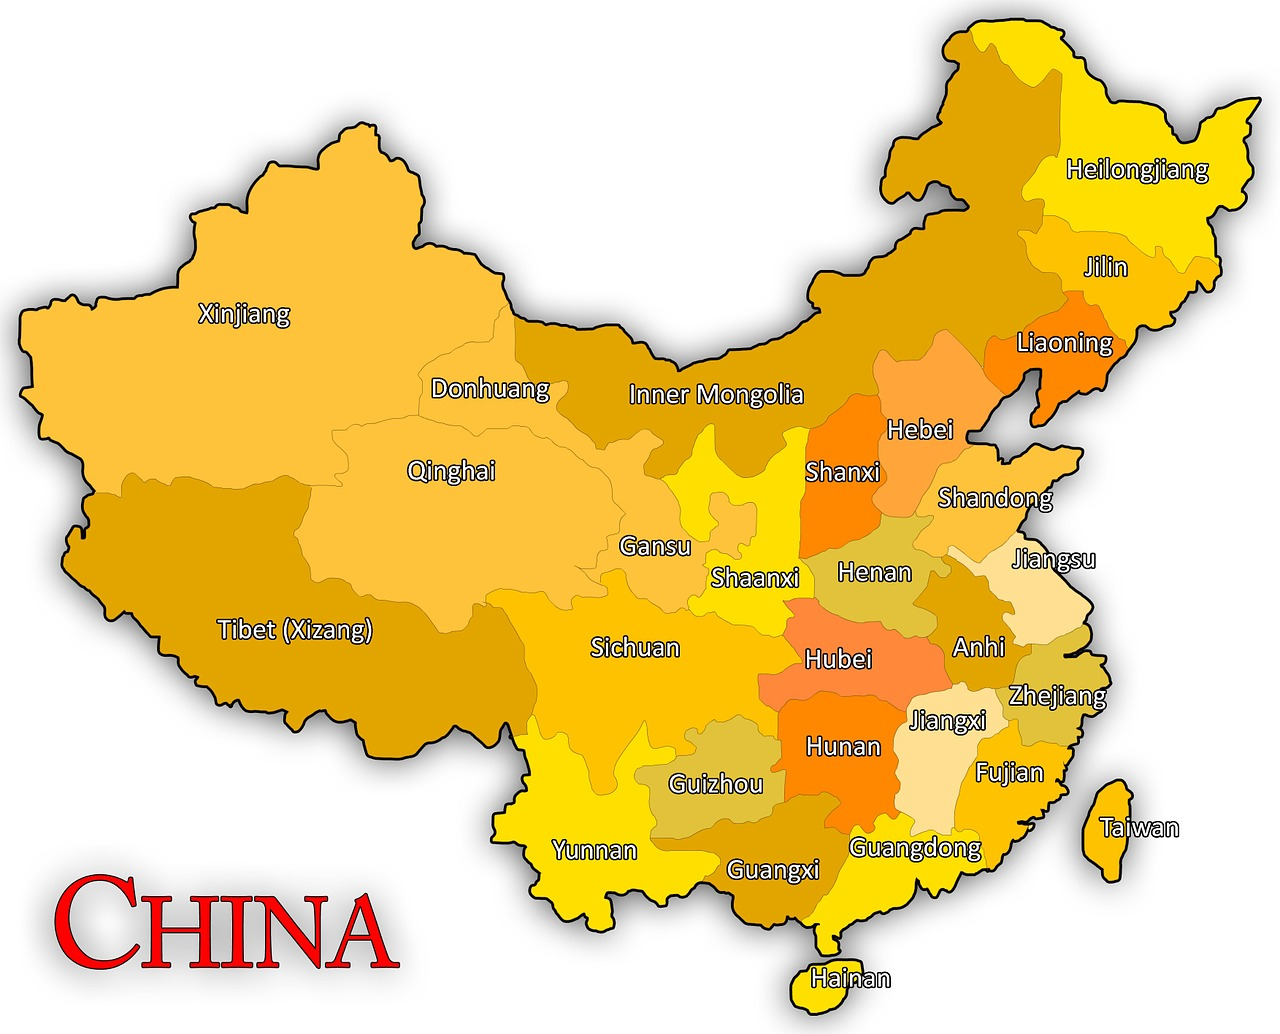 Heilongjiang
Jilin
Xinjiang
Liaoning
Donhuang
Inner Mongolia
Hebei
Qinghai
Shanxi
Shandong
Gansu
Jiangsu
Shaanxi
Henan
Tibet (Xizang)
Sichuan
Anhi
Hubei
Zhejiang
Jiangxi
Hunan
Fujian
Guizhou
Taiwan
Yunnan
Guangdong
Guangxi
CHINA
Hainan